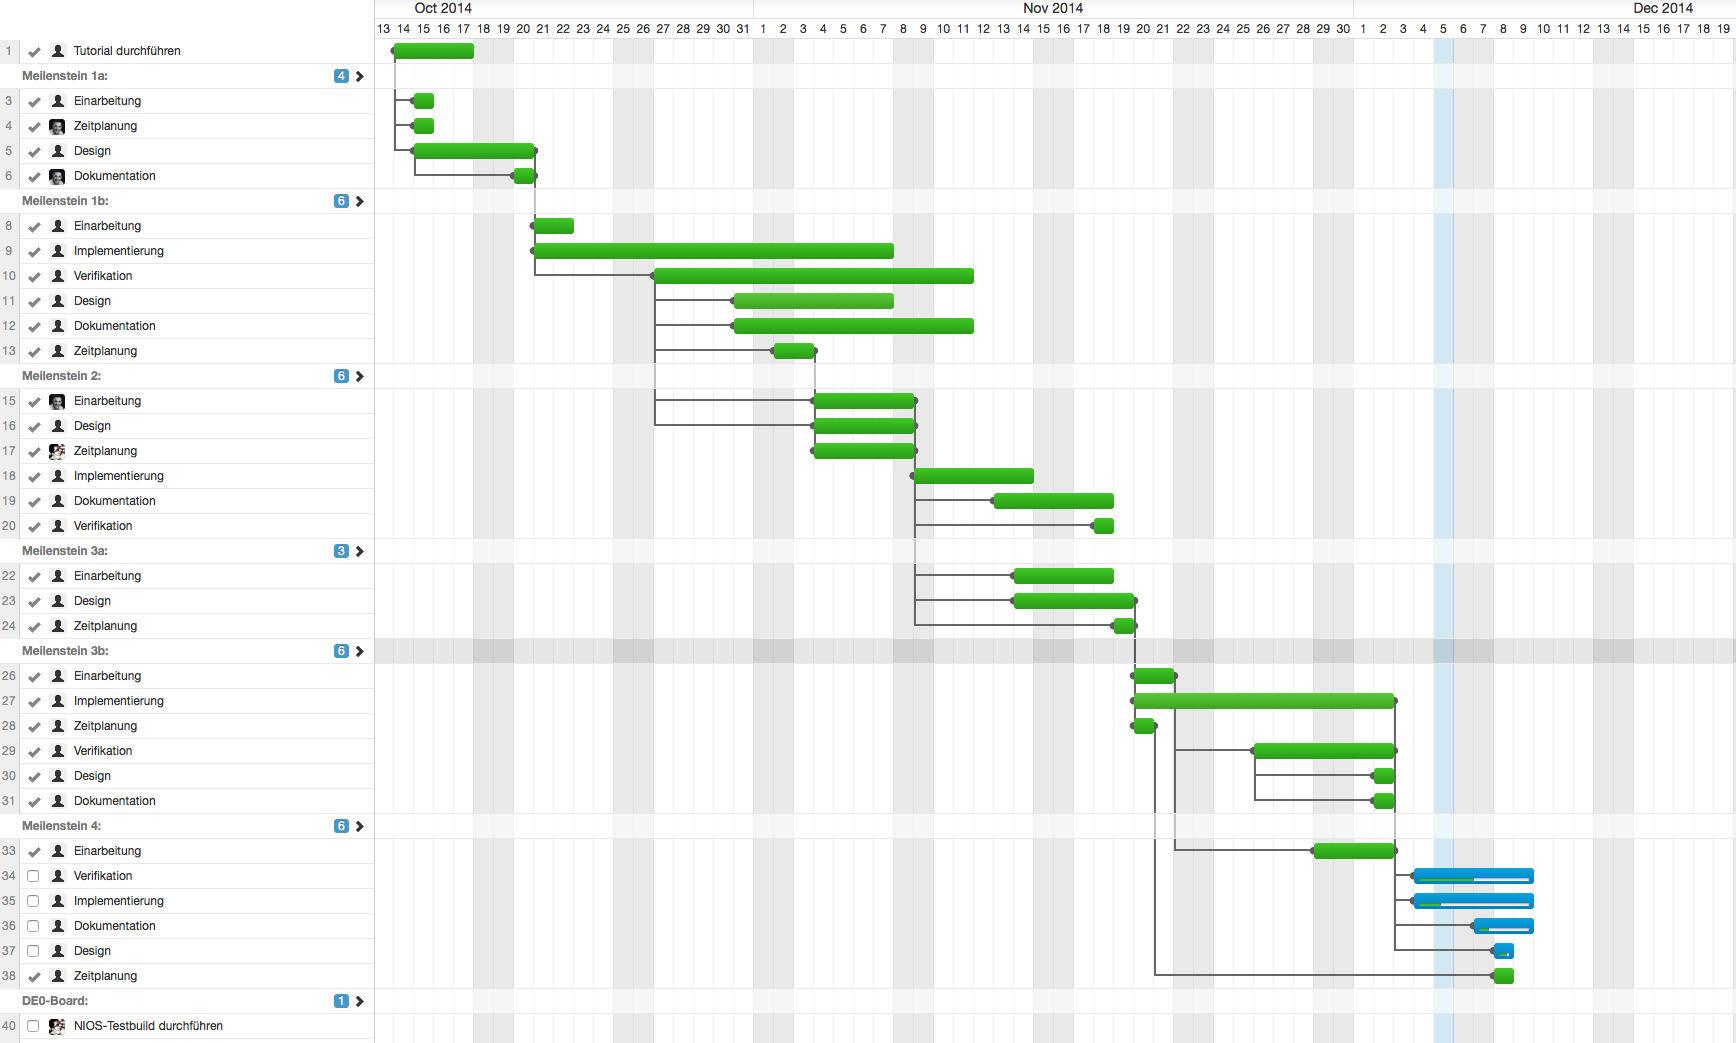 Oct 2014 Nov 2014 Dec 2014
13 14 15 16 17 18 19 20 21 22 23 24 25 26 27 28 29 30 31 1 2 3 4 5 6 7 8 9 10 11 12 13 14 15 16 17 18 19 20 21 22 23 24 25 26 27 28 29 30 1 2 3 4 5 6 7 8 9 10 11 12 13 14 15 16 17 18 19
1 Tutorial durchführen
Meilenstein 1a: 4
3 Einarbeitung
4 Zeitplanung
5 Design
6 Dokumentation
Meilenstein 1b: 6
8 Einarbeitung
9 Implementierung
10 Verifikation
11 Design
12 Dokumentation
13 Zeitplanung
Meilenstein 2: 6
15 Einarbeitung
16 Design
17 Zeitplanung
18 Implementierung
19 Dokumentation
20 Verifikation
Meilenstein 3a: 3
22 Einarbeitung
23 Design
24 Zeitplanung
Meilenstein 3b: 6
26 Einarbeitung
27 Implementierung
28 Zeitplanung
29 Verifikation
30 Design
31 Dokumentation
Meilenstein 4: 6
33 Einarbeitung
34 Verifikation
35 Implementierung
36 Dokumentation
37 Design
38 Zeitplanung
DE0-Board: 1
40 NIOS-Testbuild durchführen